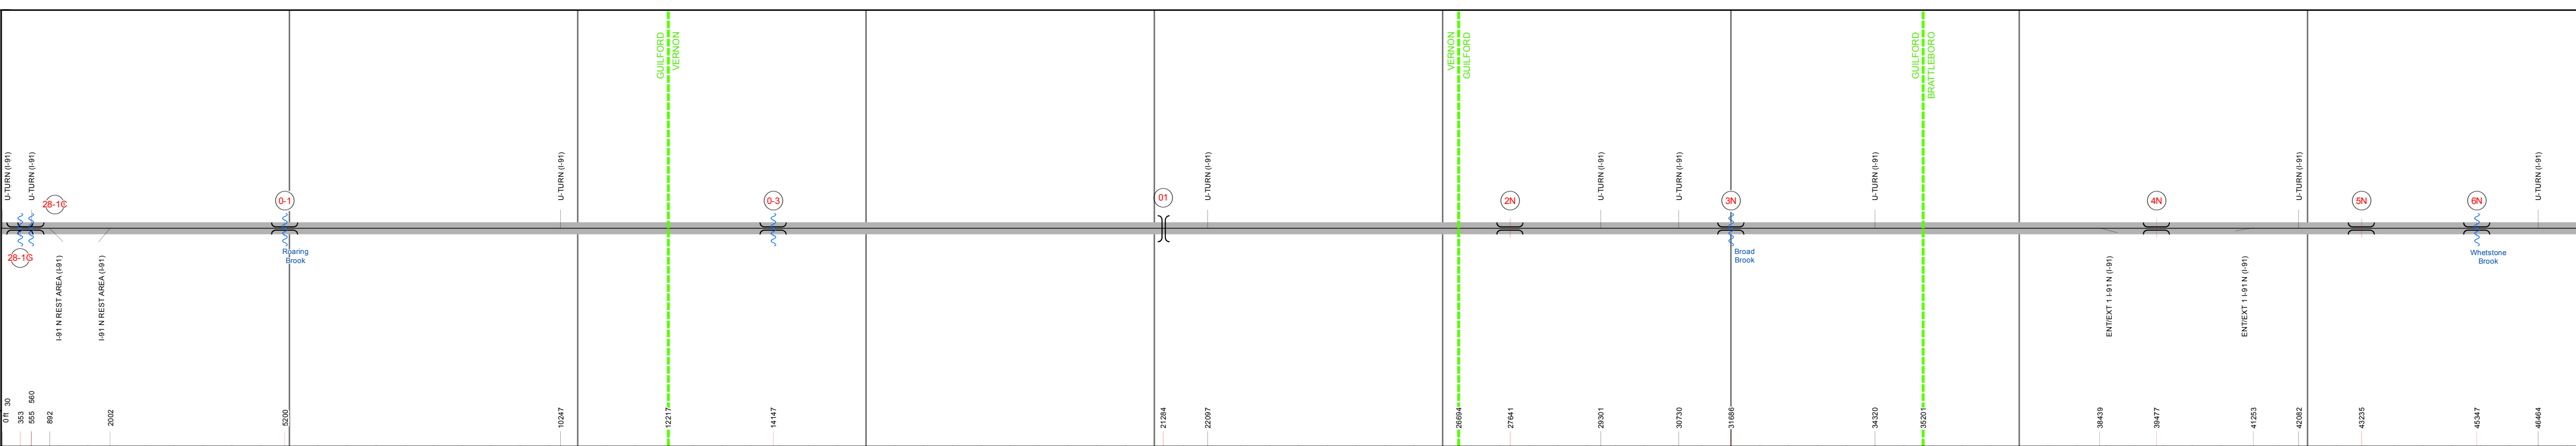 GUILFORD
VERNON
VERNON
GUILFORD
GUILFORD
BRATTLEBORO
U-TURN (I-91)
U-TURN (I-91)
U-TURN (I-91)
U-TURN (I-91)
U-TURN (I-91)
U-TURN (I-91)
U-TURN (I-91)
U-TURN (I-91)
U-TURN (I-91)
28-1C
0-1
0-3
01
2N
3N
4N
5N
6N
28-1G
Roaring
Brook
Broad
Brook
Whetstone
Brook
I-91 N REST AREA (I-91)
I-91 N REST AREA (I-91)
ENT/EXT 1 I-91 N (I-91)
ENT/EXT 1 I-91 N (I-91)
0 ft
30
353
555
560
892
2002
5200
10247
12217
14147
21284
22097
26694
27641
29301
30730
31686
34320
35201
38439
39477
41253
42082
43235
45347
46464